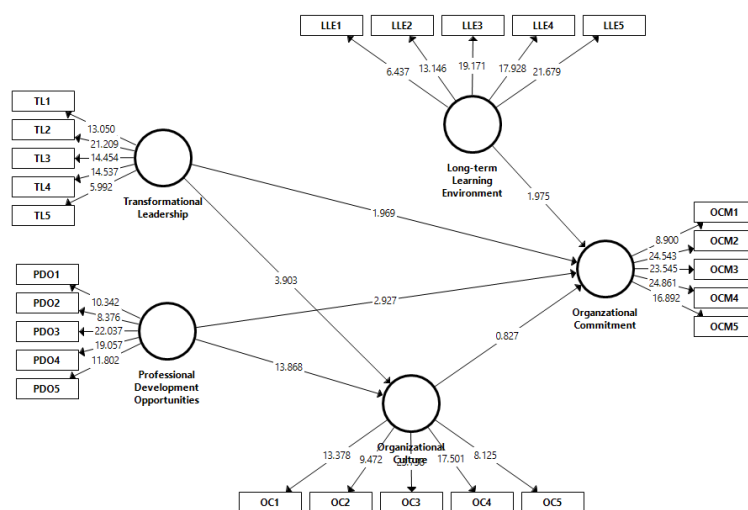 LLE1
LLE2
LLE3
LLE4
LLE5
6.437
13.146
19.171
17.928
21.679
TL1
TL2
TL3
TL4
TL5
13.050
21.209
14.454
14.537
5.992
Transformational
Leadership
Long-term
Learning
Environment
1.975
1.969
3.903
OCM1
OCM2
OCM3
OCM4
OCM5
8.900
24.543
23.545
24.861
16.892
Organizational
Commitment
PDO1
PDO2
PDO3
PDO4
PDO5
10.342
8.376
22.037
19.057
11.802
Professional
Development
Opportunities
2.927
0.827
13.868
Organizational
Culture
13.378
9.472
17.501
8.125
OC1
OC2
OC3
OC4
OC5